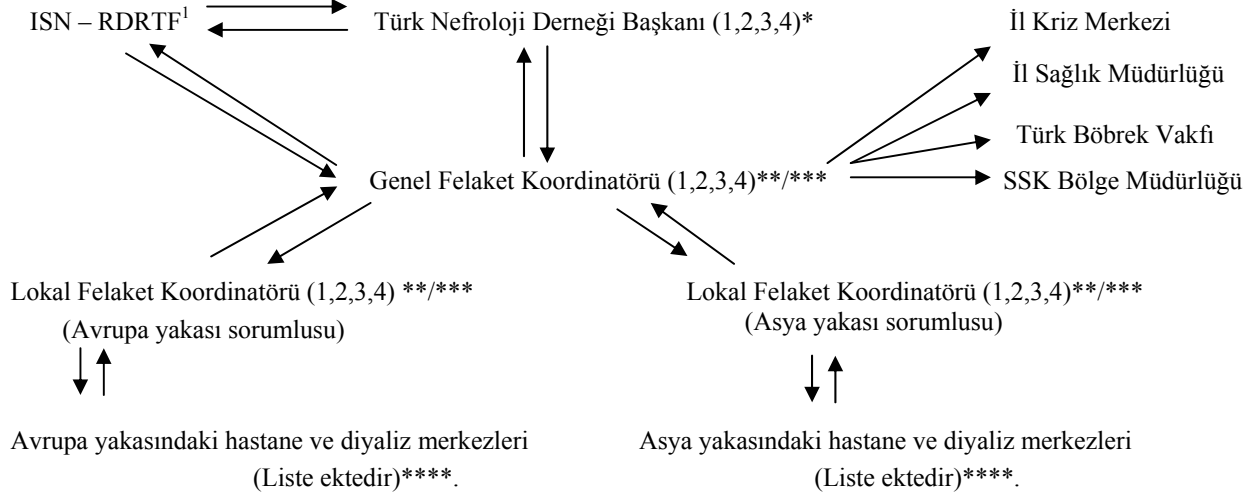 ISN – RDRTF¹
Türk Nefroloji Derneği Başkanı (1,2,3,4)*
İl Kriz Merkezi
İl Sağlık Müdürlüğü
Türk Böbrek Vakfı
Genel Felaket Koordinatörü (1,2,3,4)**/***
SSK Bölge Müdürlüğü
Lokal Felaket Koordinatörü (1,2,3,4) **/***
(Avrupa yakası sorumlusu)
Lokal Felaket Koordinatörü (1,2,3,4)**/***
(Asya yakası sorumlusu)
Avrupa yakasındaki hastane ve diyaliz merkezleri
(Liste ektedir)****.
Asya yakasındaki hastane ve diyaliz merkezleri
(Liste ektedir)****.